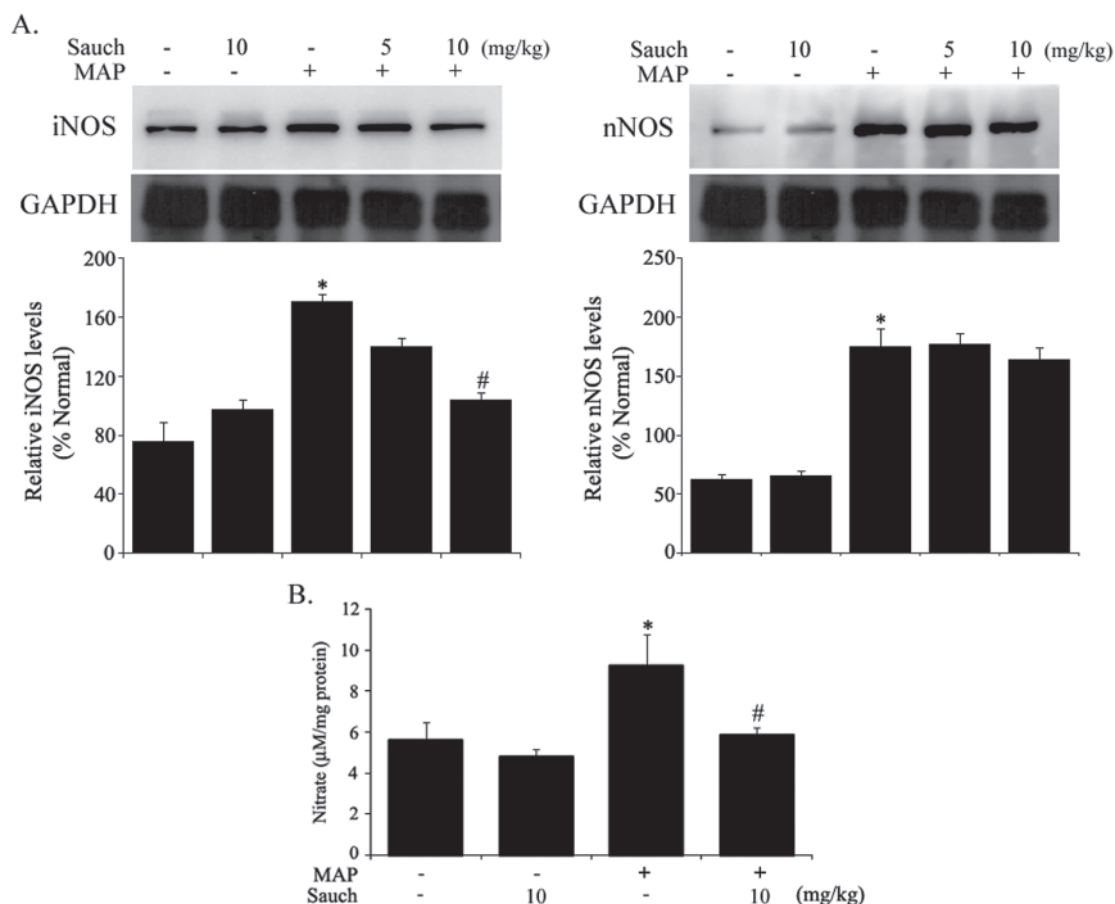 A.
Sauch - 10 - 5 10 (mg/kg)
MAP - - + + +
iNOS
GAPDH
200
160
120
80
40
0
Relative iNOS levels
(% Normal)
*
#
Sauch - 10 - 5 10 (mg/kg)
MAP - - + + +
nNOS
GAPDH
250
200
150
100
50
0
Relative nNOS levels
(% Normal)
*
B.
12
10
8
6
4
2
0
Nitrate (µM/mg protein)
*
#
MAP - - + +
Sauch - 10 - 10 (mg/kg)